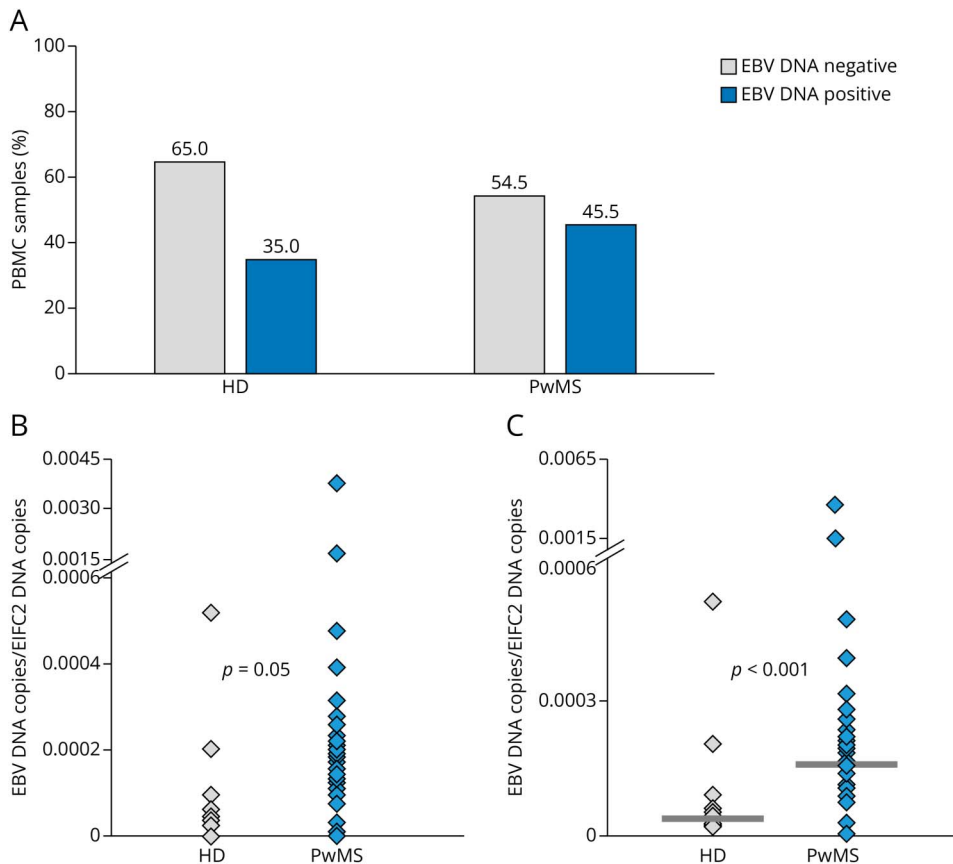 A
100
80
60
40
20
0
PBMC samples (%)
65.0
35.0
54.5
45.5
HD
PwMS
EBV DNA negative
EBV DNA positive
B
EBV DNA copies/EIFC2 DNA copies
0.0045
0.0030
0.0015
0.0006
0.0004
0.0002
0
p = 0.05
HD
PwMS
C
EBV DNA copies/EIFC2 DNA copies
0.0065
0.0015
0.0006
0.0003
0
p < 0.001
HD
PwMS